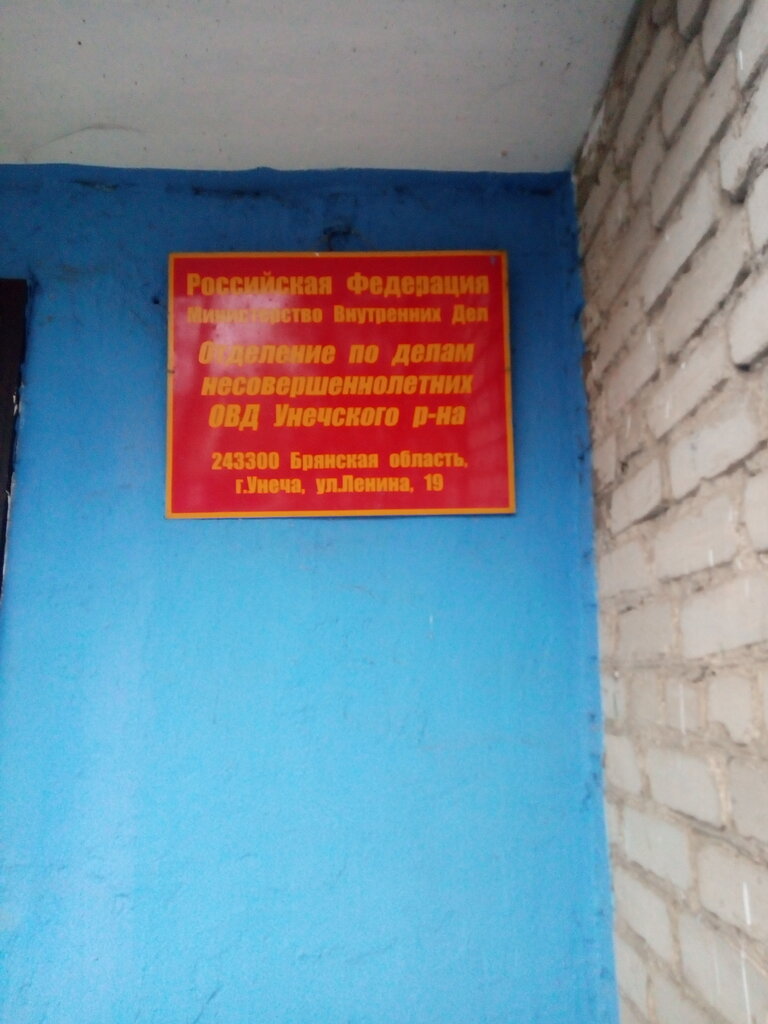 Российская Федерация
Министерство Внутренних Дел
Отделение по делам
несовершеннолетних
ОВД Унечского р-на
243300 Брянская область,
г.Унеча, ул.Ленина, 19